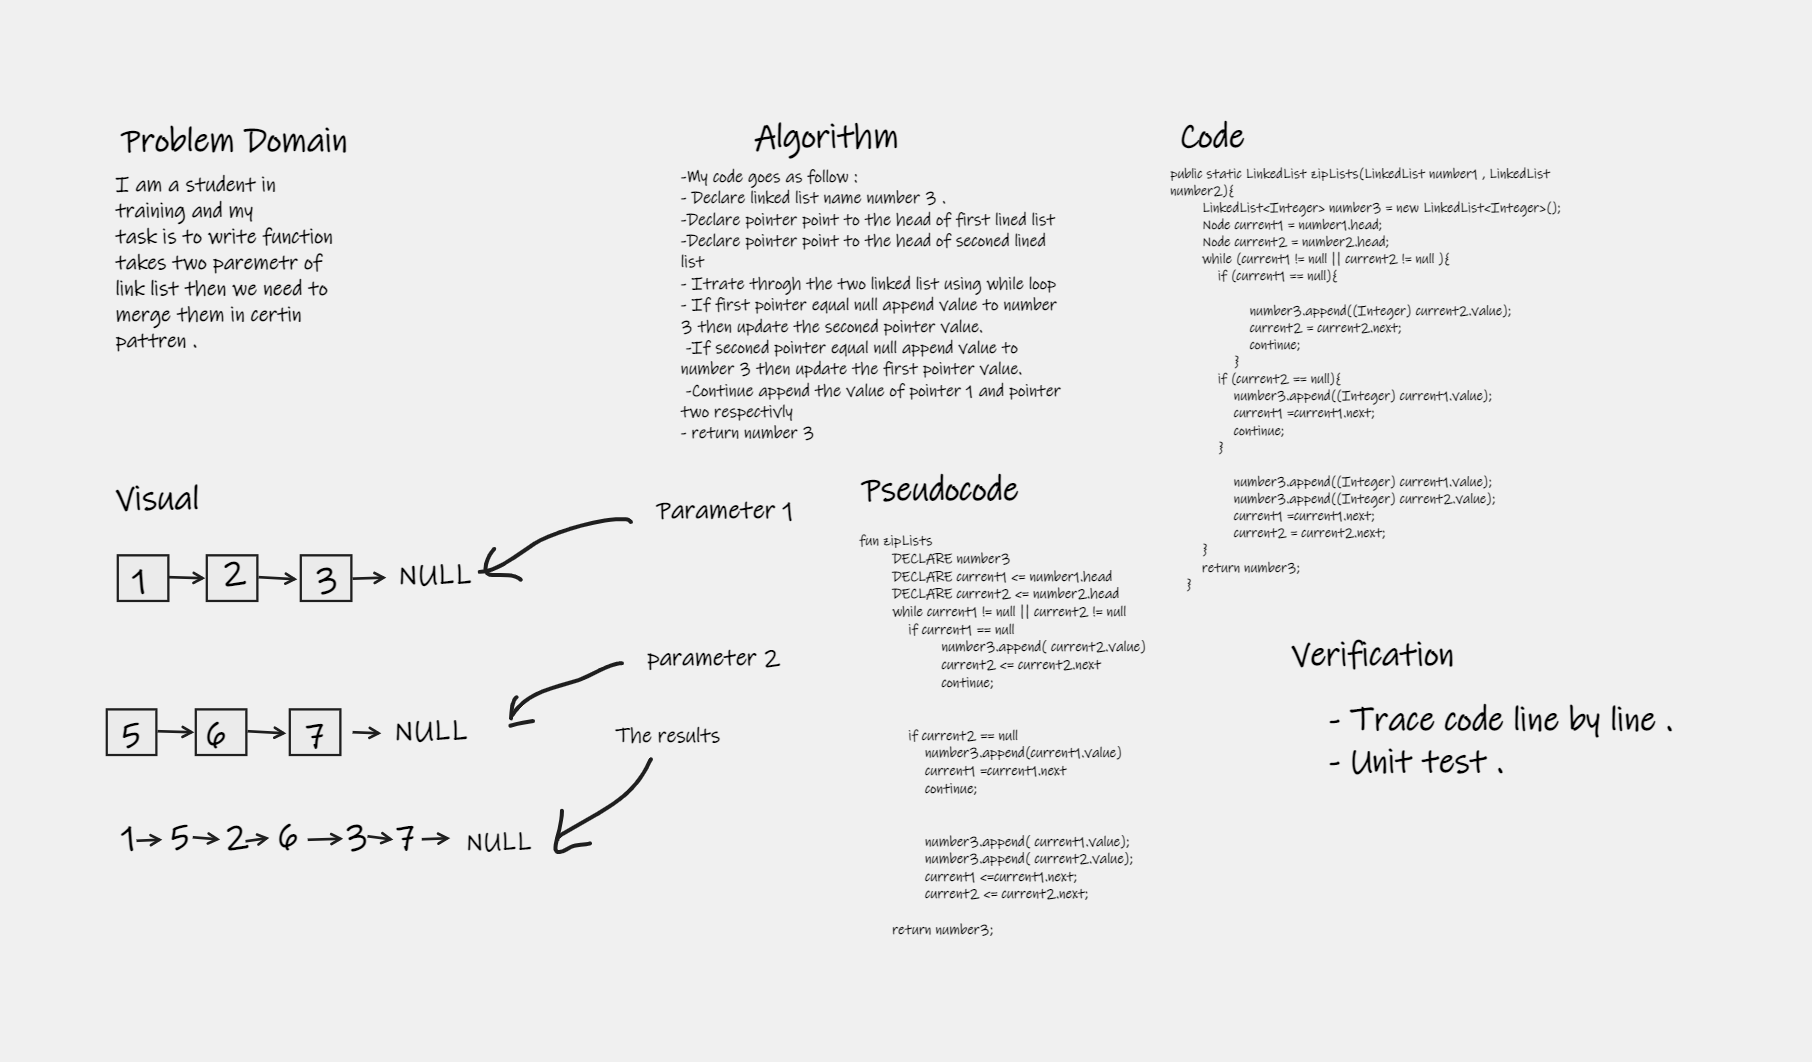 Problem Domain
I am a student in
training and my
task is to write function
takes two paremetr of
link list then we need to
merge them in certin
pattren .
Visual
Parameter 1
1 2 3 NULL
parameter 2
5 6 7 NULL
The results
1 5 2 6 3 7 NULL
Algorithm
-My code goes as follow :
- Declare linked list name number 3 .
-Declare pointer point to the head of first lined list
-Declare pointer point to the head of seconed lined
list
- Itrate throgh the two linked list using while loop
- If first pointer equal null append value to number
3 then update the seconed pointer value.
-If seconed pointer equal null append value to
number 3 then update the first pointer value.
-Continue append the value of pointer 1 and pointer
two respectivly
- return number 3
Pseudocode
fun zipLists
DECLARE number3
DECLARE current1 <= number1.head
DECLARE current2 <= number2.head
while current1 != null || current2 != null
if current1 == null
number3.append( current2.value)
current2 <= current2.next
continue;
if current2 == null
number3.append(current1.value)
current1 =current1.next
continue;
number3.append( current1.value);
number3.append( current2.value);
current1 <=current1.next;
current2 <= current2.next;
return number3;
Code
public static LinkedList zipLists(LinkedList number1 , LinkedList
number2){
LinkedList<Integer> number3 = new LinkedList<Integer>();
Node current1 = number1.head;
Node current2 = number2.head;
while (current1 != null || current2 != null ){
if (current1 == null){
number3.append((Integer) current2.value);
current2 = current2.next;
continue;
}
if (current2 == null){
number3.append((Integer) current1.value);
current1 =current1.next;
continue;
}
number3.append((Integer) current1.value);
number3.append((Integer) current2.value);
current1 =current1.next;
current2 = current2.next;
}
return number3;
}
Verification
- Trace code line by line .
- Unit test .